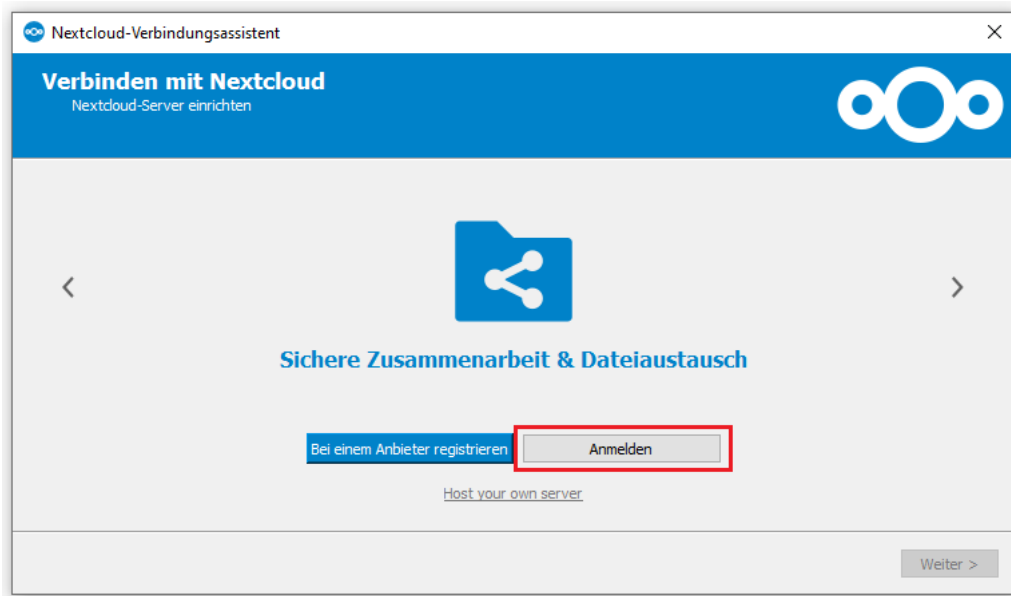 Nextcloud-Verbindungsassistent
Verbinden mit Nextcloud
Nextcloud-Server einrichten
Sichere Zusammenarbeit & Dateiaustausch
Bei einem Anbieter registrieren
Anmelden
Host your own server
Weiter >